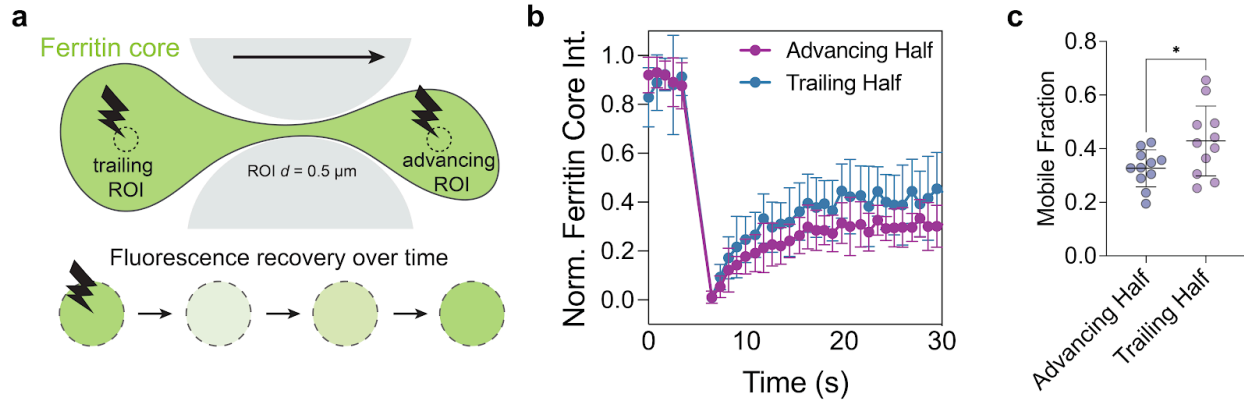 a
Ferritin core
trailing
ROI
advancing
ROI
ROI d = 0.5 µm
Fluorescence recovery over time
b
Norm. Ferritin Core Int.
1.0
0.8
0.6
0.4
0.2
0.0
Advancing Half
Trailing Half
0
10
20
30
Time (s)
c
Mobile Fraction
0.8
0.6
0.4
0.2
0.0
*
Advancing Half
Trailing Half